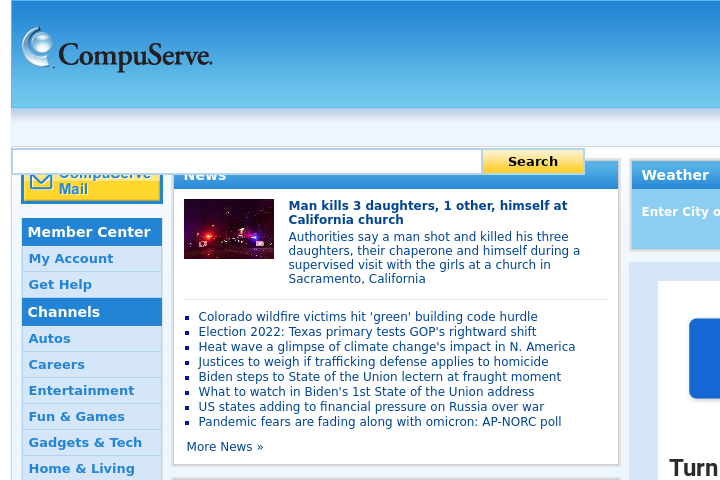 CompuServe.
Search
CompuServe
Mail
News
Weather
Enter City o
Man kills 3 daughters, 1 other, himself at
California church
Authorities say a man shot and killed his three
daughters, their chaperone and himself during a
supervised visit with the girls at a church in
Sacramento, California
Member Center
My Account
Get Help
Channels
Autos
Careers
Entertainment
Fun & Games
Gadgets & Tech
Home & Living
Colorado wildfire victims hit 'green' building code hurdle
Election 2022: Texas primary tests GOP's rightward shift
Heat wave a glimpse of climate change's impact in N. America
Justices to weigh if trafficking defense applies to homicide
Biden steps to State of the Union lectern at fraught moment
What to watch in Biden's 1st State of the Union address
US states adding to financial pressure on Russia over war
Pandemic fears are fading along with omicron: AP-NORC poll
More News »
Turn